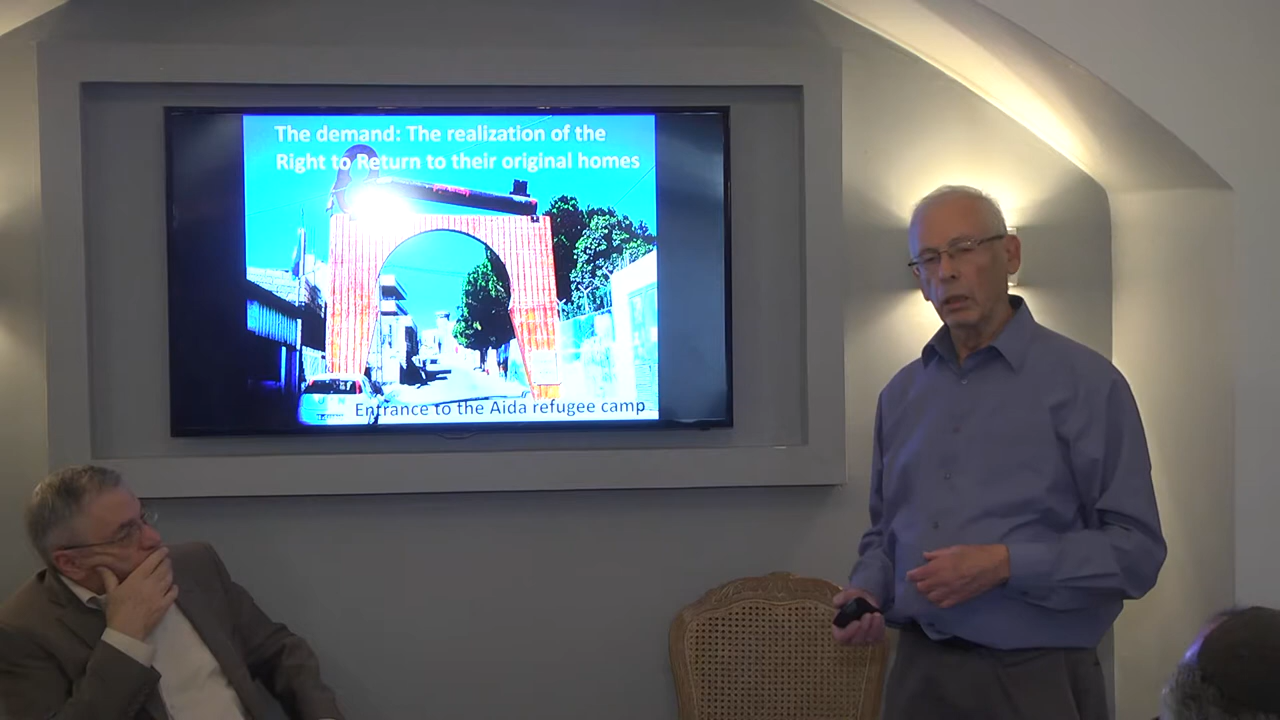 The demand: The realization of the
Right to Return to their original homes
Entrance to the Aida refugee camp